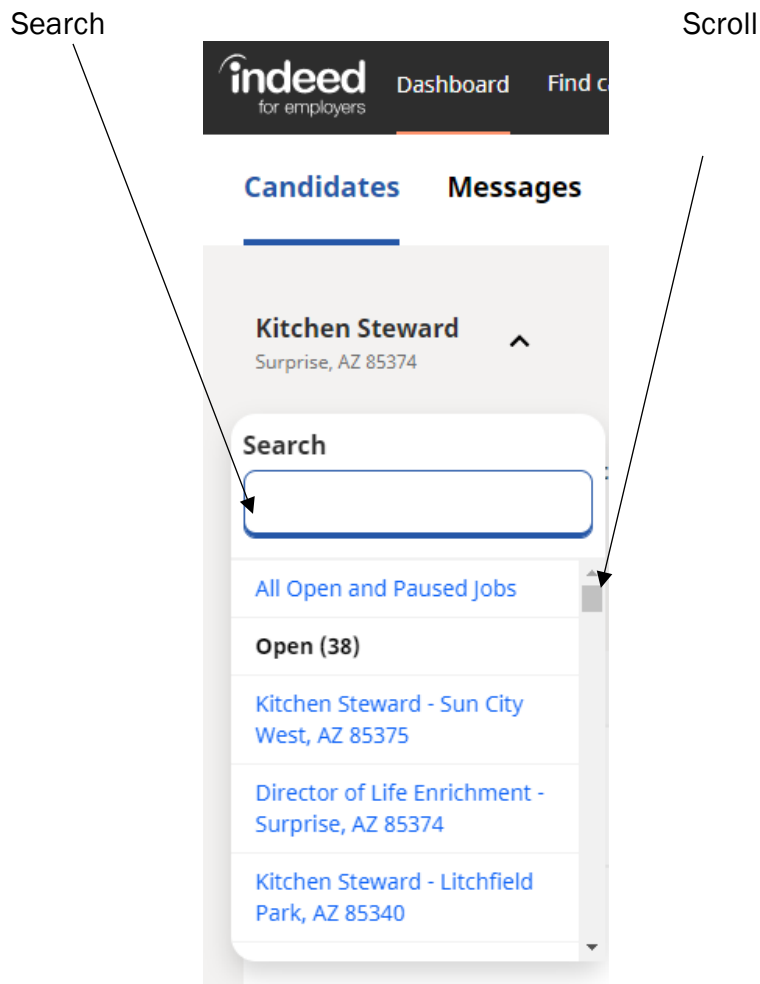 Search
Scroll
indeed
for employers
Dashboard
Find c
Candidates
Messages
Kitchen Steward
Surprise, AZ 85374
Search
All Open and Paused Jobs
Open (38)
Kitchen Steward - Sun City
West, AZ 85375
Director of Life Enrichment -
Surprise, AZ 85374
Kitchen Steward - Litchfield
Park, AZ 85340